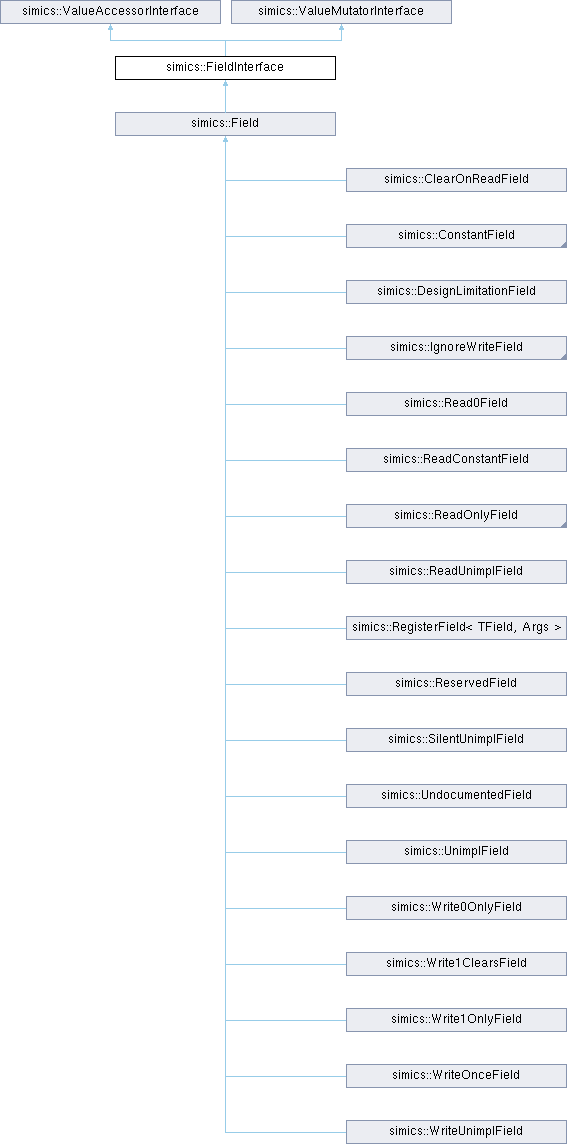 simics::ValueAccessorInterface
simics::ValueMutatorInterface
simics::FieldInterface
simics::Field
simics::ClearOnReadField
simics::ConstantField
simics::DesignLimitationField
simics::IgnoreWriteField
simics::Read0Field
simics::ReadConstantField
simics::ReadOnlyField
simics::ReadUnimplField
simics::RegisterField< TField, Args >
simics::ReservedField
simics::SilentUnimplField
simics::UndocumentedField
simics::UnimplField
simics::Write0OnlyField
simics::Write1ClearsField
simics::Write1OnlyField
simics::WriteOnceField
simics::WriteUnimplField